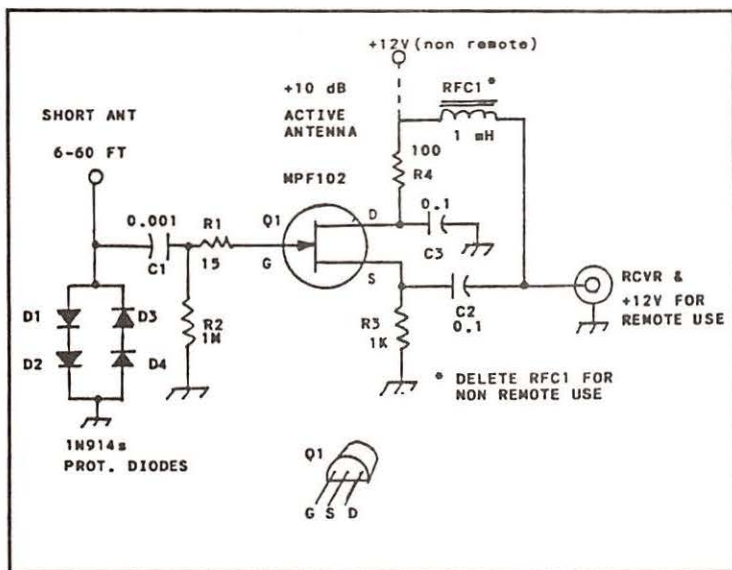 +12V (non remote)
+10 dB
ACTIVE
ANTENNA
RFC1*
1 mH
SHORT ANT
6-60 FT
MPF102
100
R4
0.001
C1
R1
15
Q1
G
D
S
0.1
C3
R2
1M
R3
1K
C2
0.1
RCVR &
+12V FOR
REMOTE USE
D1
D3
D2
D4
* DELETE RFC1 FOR
NON REMOTE USE
1N914s
PROT. DIODES
Q1
G S D